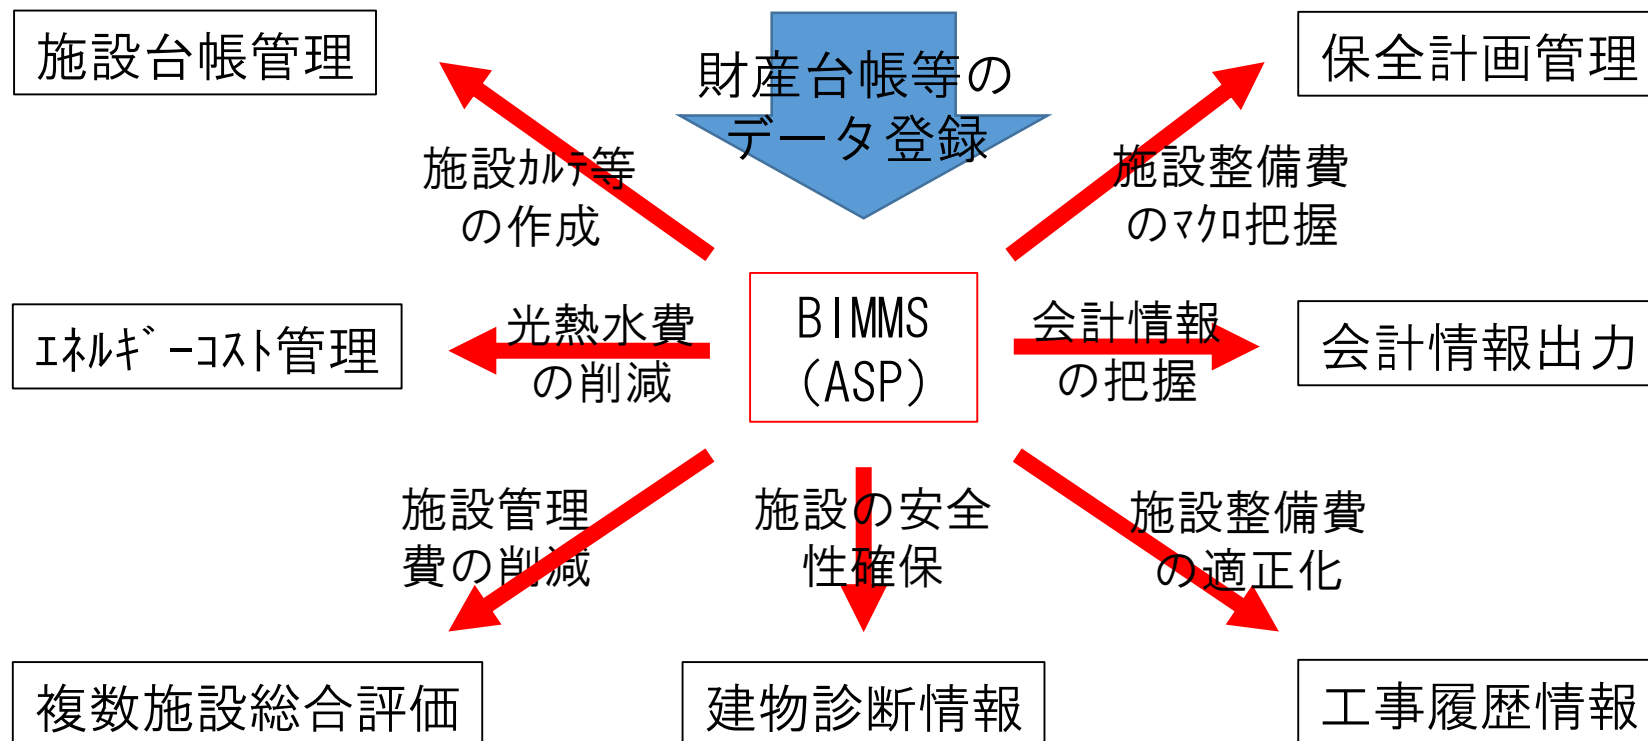 施設台帳管理
財産台帳等の
データ登録
保全計画管理
施設ｶﾙﾃ等
の作成
施設整備費
のﾏｸﾛ把握
ｴﾈﾙｷﾞｰｺｽﾄ管理
光熱水費
の削減
BIMMS
(ASP)
会計情報
の把握
会計情報出力
施設管理
費の削減
施設の安全
性確保
施設整備費
の適正化
複数施設総合評価
建物診断情報
工事履歴情報